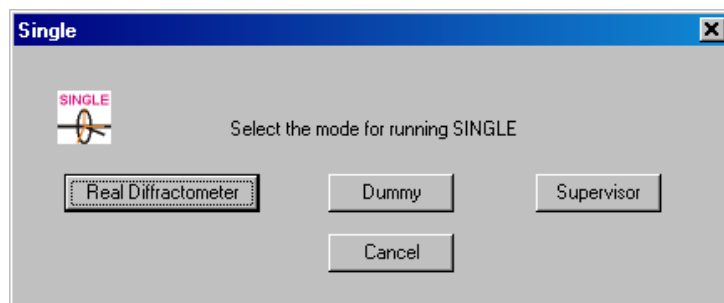 Single
SINGLE
Select the mode for running SINGLE
Real Diffractometer Dummy Supervisor
Cancel